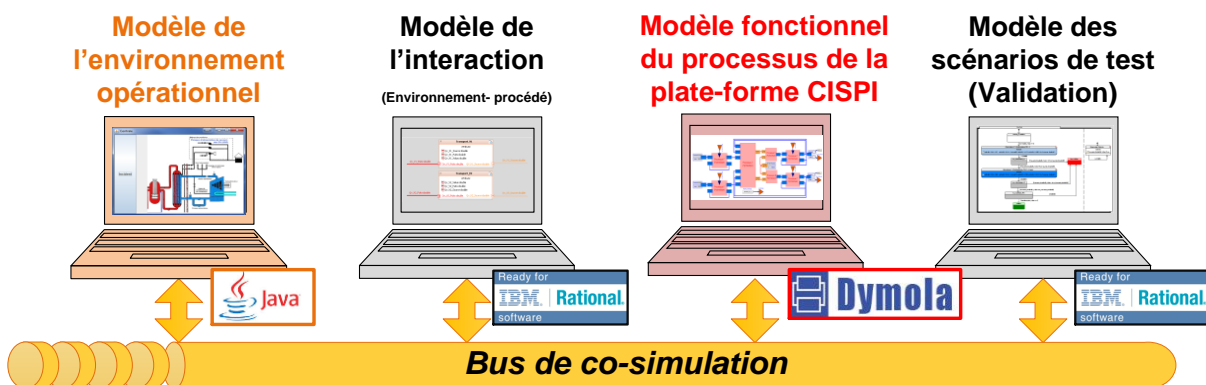 Modèle de
l'environnement
opérationnel
Modèle de
l'interaction
(Environnement- procédé)
Modèle fonctionnel
du processus de la
plate-forme CISPI
Modèle des
scénarios de test
(Validation)
Java
Ready for
IBM. Rational.
software
Dymola
Ready for
IBM. Rational.
software
Bus de co-simulation